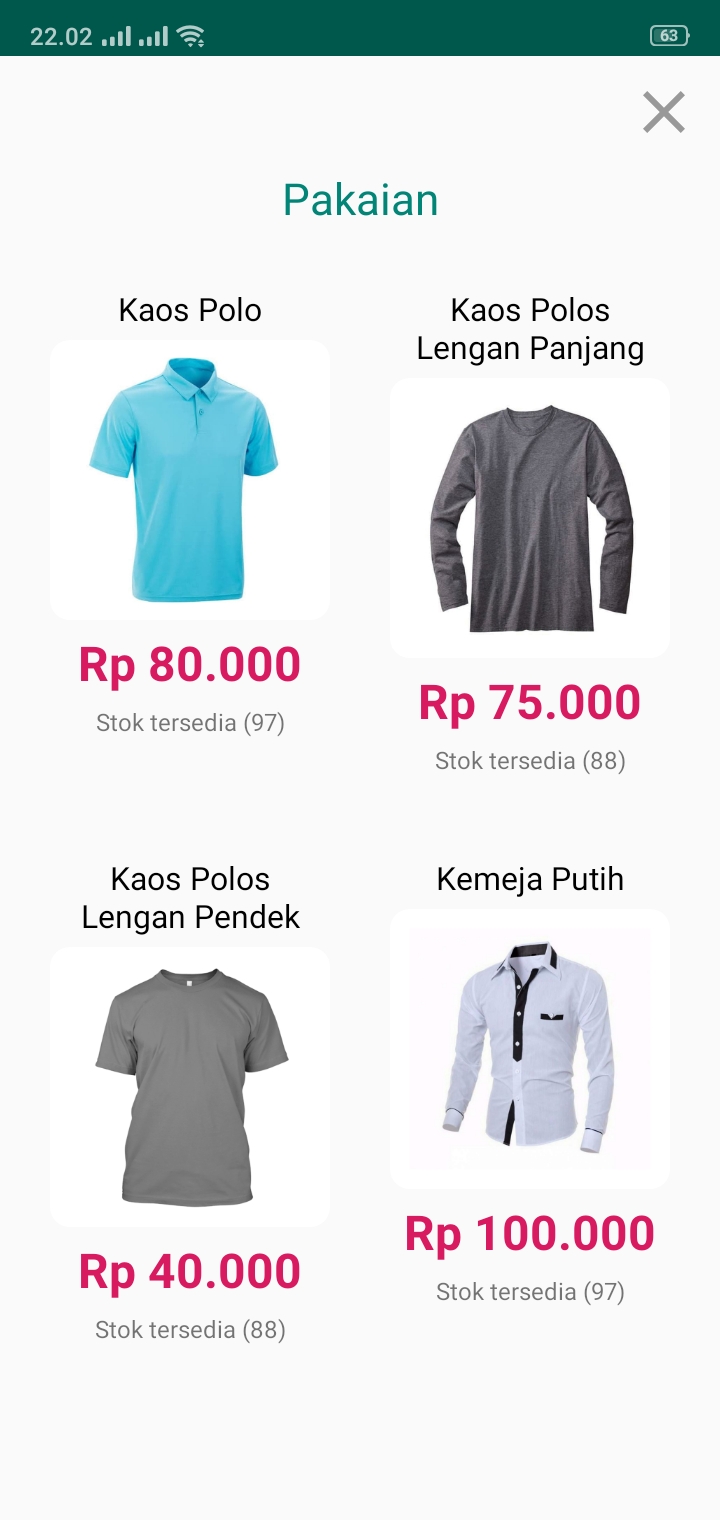 22.02
63
Pakaian
Kaos Polo
Rp 80.000
Stok tersedia (97)
Kaos Polos
Lengan Panjang
Rp 75.000
Stok tersedia (88)
Kaos Polos
Lengan Pendek
Rp 40.000
Stok tersedia (88)
Kemeja Putih
Rp 100.000
Stok tersedia (97)